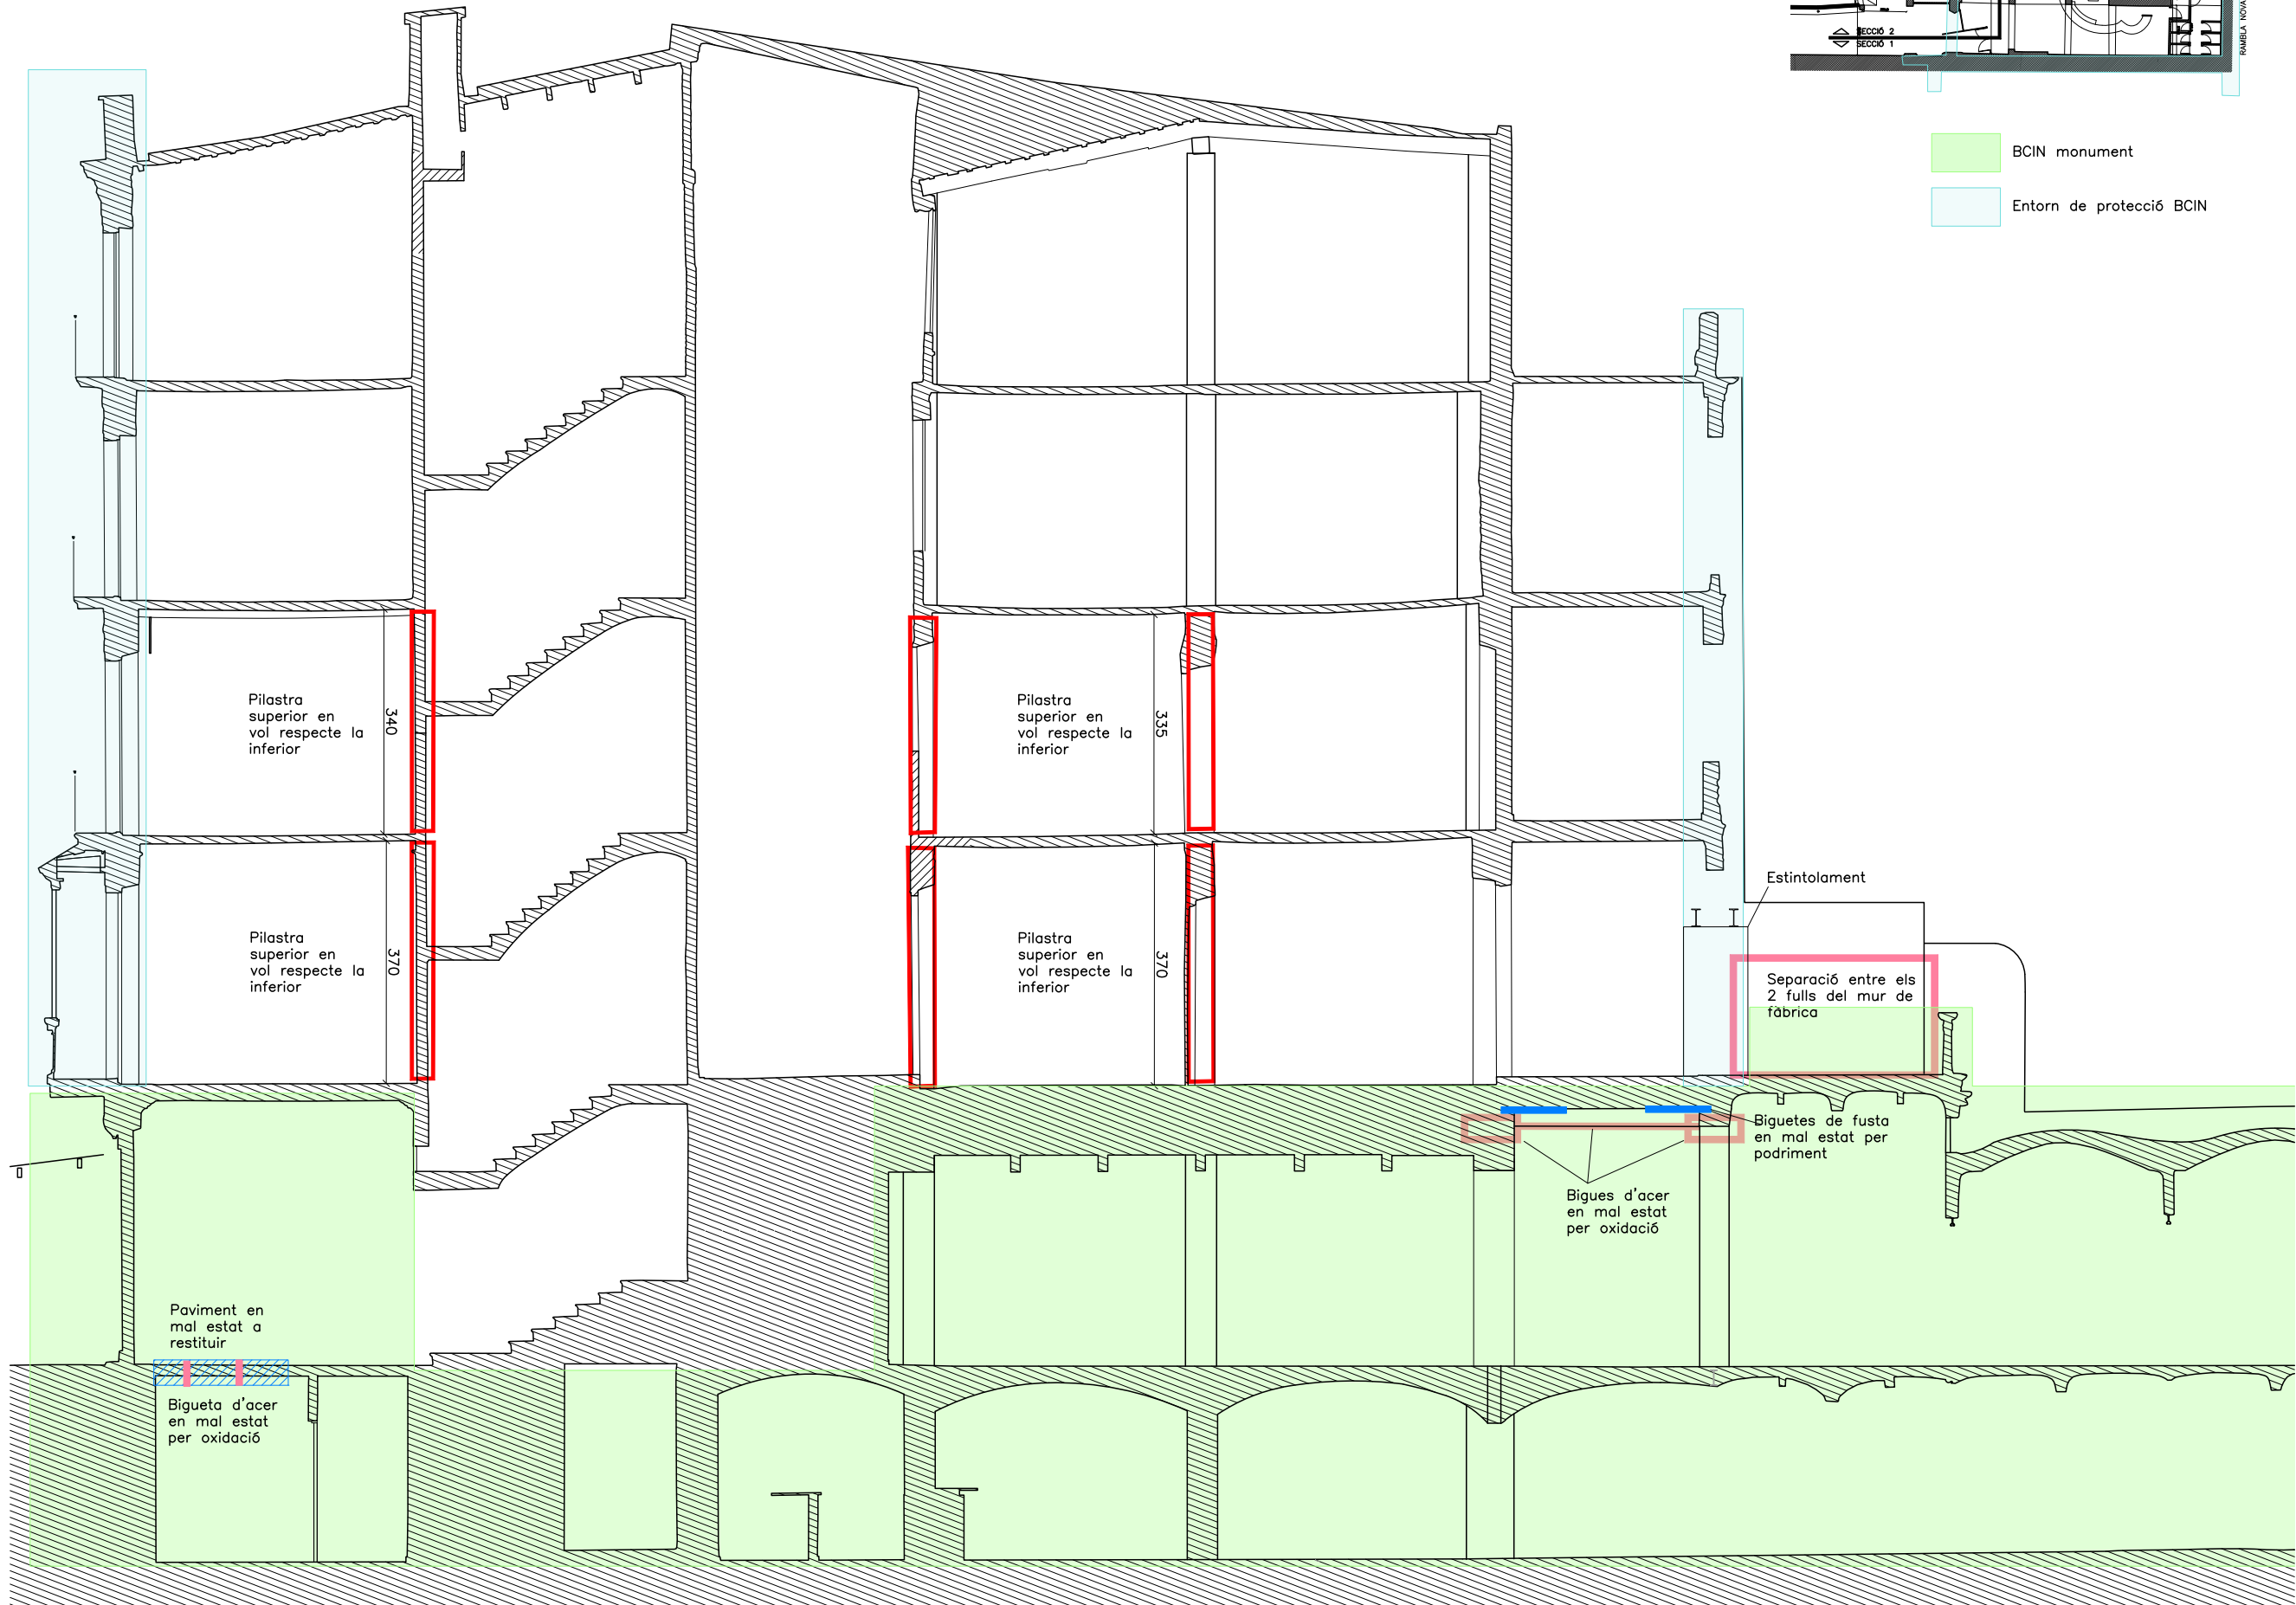 SECCIÓ 2
SECCIÓ 1
RAMBLA NOVA
BCIN monument
Entorn de protecció BCIN
Pilastra
superior en
vol respecte la
inferior
340
Pilastra
superior en
vol respecte la
inferior
335
Estintolament
Pilastra
superior en
vol respecte la
inferior
370
Pilastra
superior en
vol respecte la
inferior
370
Separació entre els
2 fulls del mur de
fàbrica
Biguetes de fusta
en mal estat per
podriment
Bigues d'acer
en mal estat
per oxidació
Paviment en
mal estat a
restituir
Bigueta d'acer
en mal estat
per oxidació